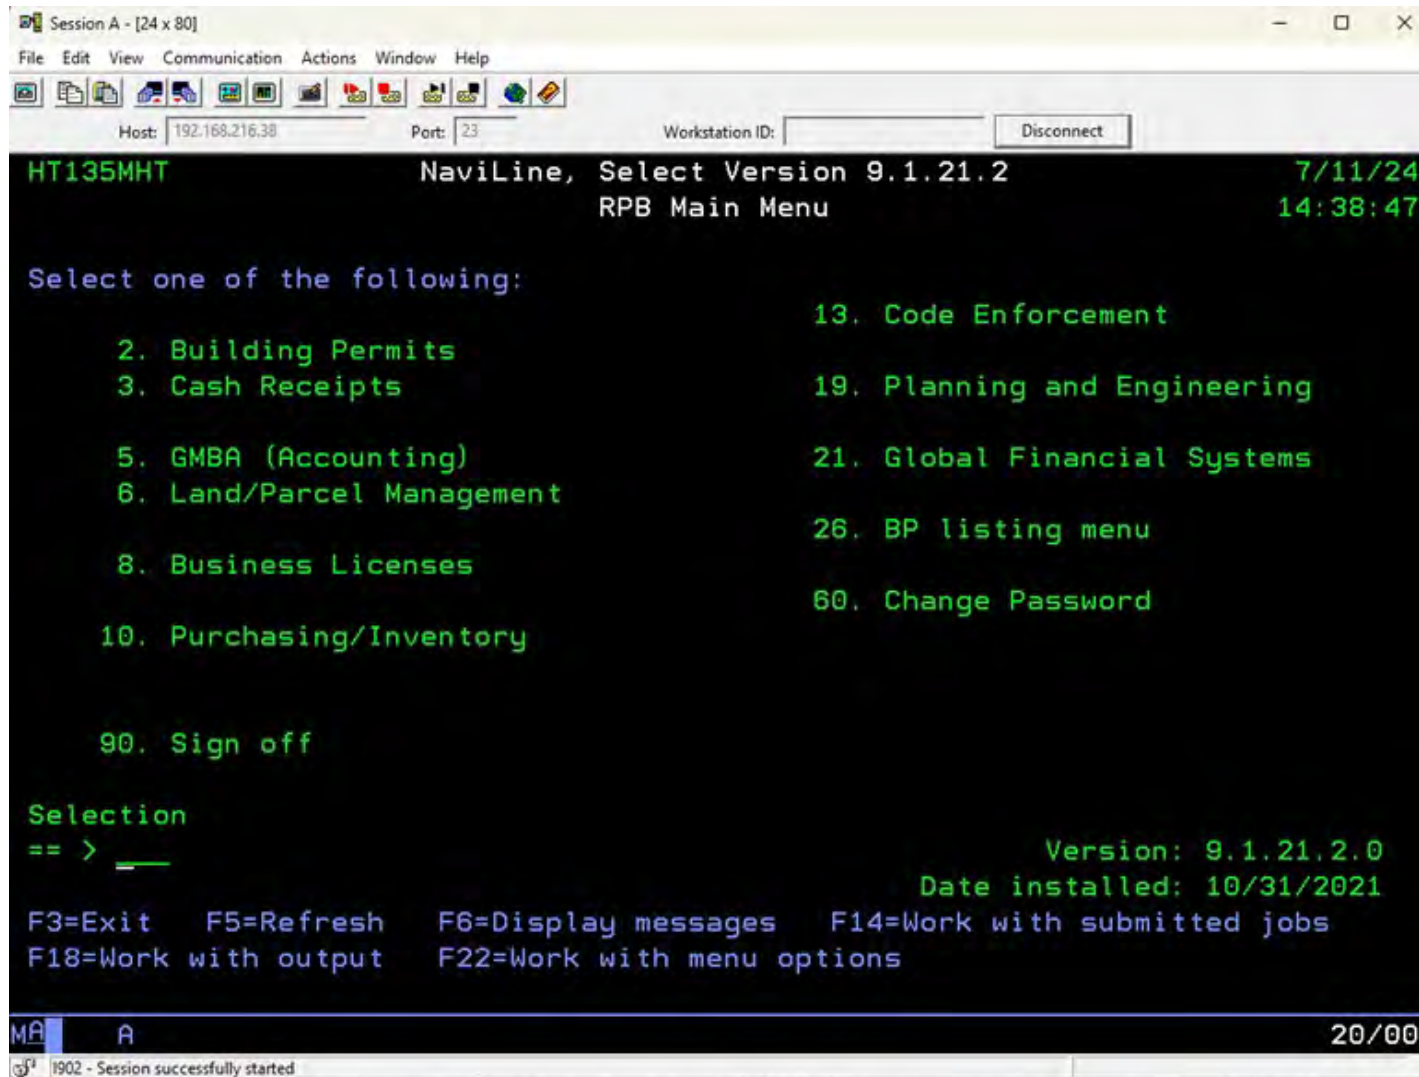 Session A - [24 x 80]
File Edit View Communication Actions Window Help
Host: 192.168.216.38 Port: 23 Workstation ID: Disconnect
HT135MHT NaviLine, Select Version 9.1.21.2 7/11/24
RPB Main Menu 14:38:47
Select one of the following:
13. Code Enforcement
2. Building Permits
3. Cash Receipts 19. Planning and Engineering
5. GMBA (Accounting) 21. Global Financial Systems
6. Land/Parcel Management
26. BP listing menu
8. Business Licenses
60. Change Password
10. Purchasing/Inventory
90. Sign off
Selection
== > Version: 9.1.21.2.0
Date installed: 10/31/2021
F3=Exit F5=Refresh F6=Display messages F14=Work with submitted jobs
F18=Work with output F22=Work with menu options
MA A 20/00
I902 - Session successfully started